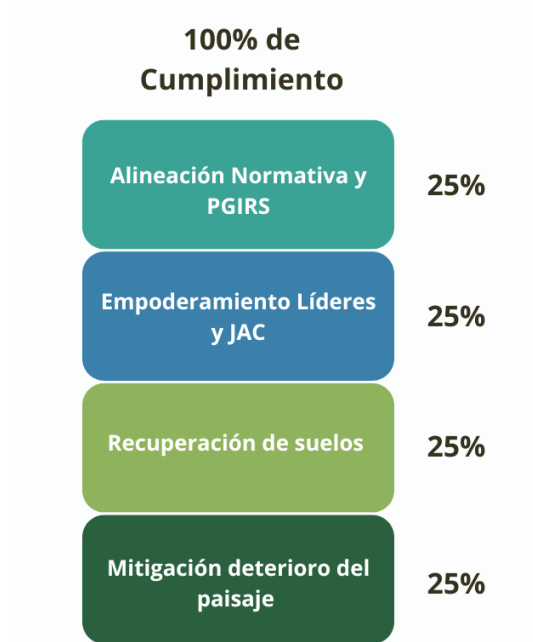 100% de
Cumplimiento
Alineación Normativa y
PGIRS
25%
Empoderamiento Líderes
y JAC
25%
Recuperación de suelos
25%
Mitigación deterioro del
paisaje
25%